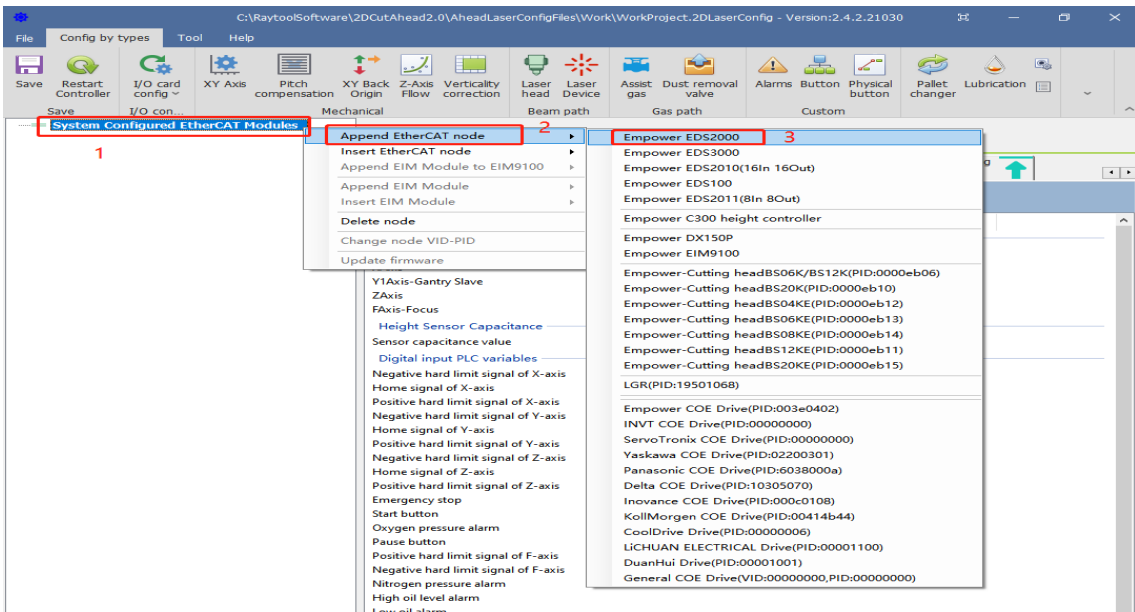 C:\RaytoolSoftware\2DCutAhead2.0\AheadLaserConfigFiles\Work\WorkProject.2DLaserConfig - Version:2.4.2.21030
File Config by types Tool Help
Save Restart Controller I/O card config XY Axis Pitch compensation XY Back Origin Z-Axis Fllow Verticality correction Laser head Laser Device Assist gas Dust removal valve Alarms Button Physical button Pallet changer Lubrication
Save I/O con... Mechanical Beam path Gas path Custom
System Configured EtherCAT Modules
1
Append EtherCAT node
2
Insert EtherCAT node
Append EIM Module to EIM9100
Append EIM Module
Insert EIM Module
Delete node
Change node VID-PID
Update firmware
Empower EDS2000
3
Empower EDS3000
Empower EDS2010(16In 16Out)
Empower EDS100
Empower EDS2011(8In 8Out)
Empower C300 height controller
Empower DX150P
Empower EIM9100
Empower-Cutting headBS06K/BS12K(PID:0000eb06)
Empower-Cutting headBS20K(PID:0000eb10)
Empower-Cutting headBS04KE(PID:0000eb12)
Empower-Cutting headBS06KE(PID:0000eb13)
Empower-Cutting headBS08KE(PID:0000eb14)
Empower-Cutting headBS12KE(PID:0000eb11)
Empower-Cutting headBS20KE(PID:0000eb15)
LGR(PID:19501068)
Empower COE Drive(PID:003e0402)
INVT COE Drive(PID:00000000)
ServoTronix COE Drive(PID:00000000)
Yaskawa COE Drive(PID:02200301)
Panasonic COE Drive(PID:6038000a)
Delta COE Drive(PID:10305070)
Inovance COE Drive(PID:000c0108)
KollMorgen COE Drive(PID:00414b44)
CoolDrive Drive(PID:00000006)
LiCHUAN ELECTRICAL Drive(PID:00001100)
DuanHui Drive(PID:00001001)
General COE Drive(VID:00000000,PID:00000000)
Y1Axis-Gantry Slave
ZAxis
FAxis-Focus
Height Sensor Capacitance
Sensor capacitance value
Digital input PLC variables
Negative hard limit signal of X-axis
Home signal of X-axis
Positive hard limit signal of X-axis
Negative hard limit signal of Y-axis
Home signal of Y-axis
Positive hard limit signal of Y-axis
Negative hard limit signal of Z-axis
Home signal of Z-axis
Positive hard limit signal of Z-axis
Emergency stop
Start button
Oxygen pressure alarm
Pause button
Positive hard limit signal of F-axis
Negative hard limit signal of F-axis
Nitrogen pressure alarm
High oil level alarm
Low oil alarm